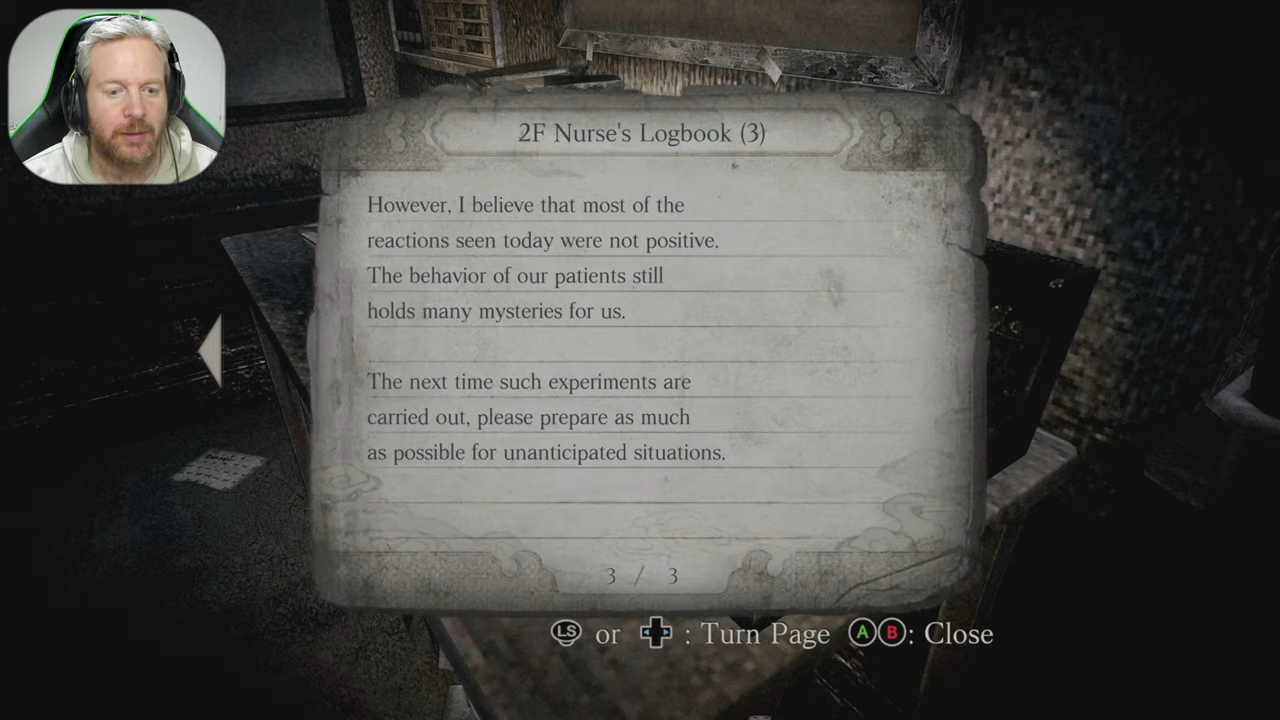 2F Nurse's Logbook (3)
However, I believe that most of the
reactions seen today were not positive.
The behavior of our patients still
holds many mysteries for us.
The next time such experiments are
carried out, please prepare as much
as possible for unanticipated situations.
3 / 3
LS or : Turn Page A B: Close